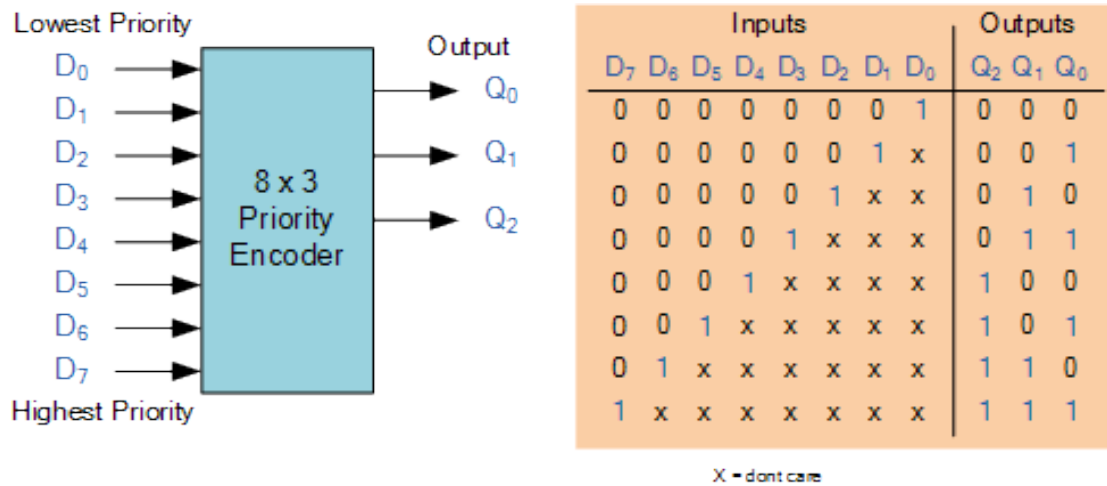 Lowest Priority
D₀
D₁
D₂
D₃
D₄
D₅
D₆
D₇
Highest Priority
8 x 3
Priority
Encoder
Output
Q₀
Q₁
Q₂
Inputs Outputs
D₇ D₆ D₅ D₄ D₃ D₂ D₁ D₀ Q₂ Q₁ Q₀
0 0 0 0 0 0 0 1 0 0 0
0 0 0 0 0 0 1 x 0 0 1
0 0 0 0 0 1 x x 0 1 0
0 0 0 0 1 x x x 0 1 1
0 0 0 1 x x x x 1 0 0
0 0 1 x x x x x 1 0 1
0 1 x x x x x x 1 1 0
1 x x x x x x x 1 1 1
X = dont care